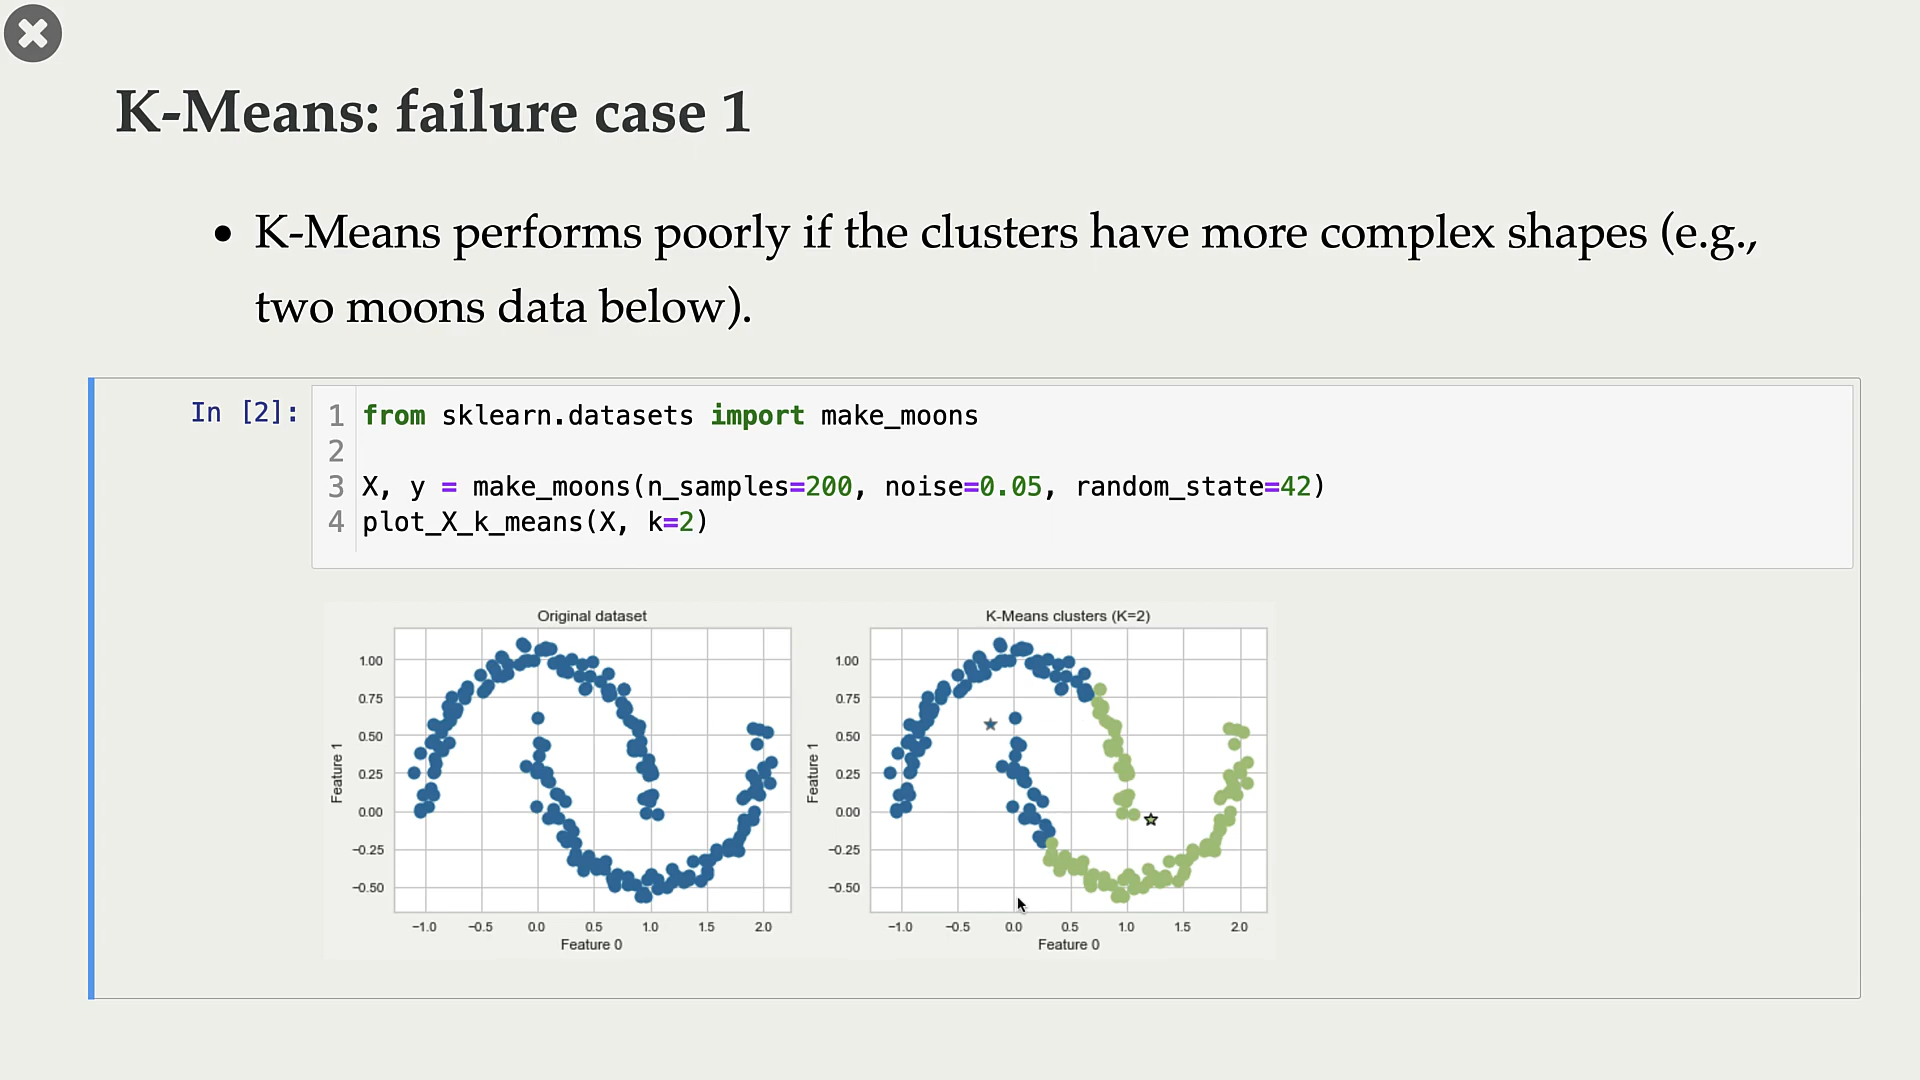 K-Means: failure case 1
• K-Means performs poorly if the clusters have more complex shapes (e.g.,
two moons data below).
In [2]:
1 from sklearn.datasets import make_moons
2
3 X, y = make_moons(n_samples=200, noise=0.05, random_state=42)
4 plot_X_k_means(X, k=2)
Original dataset
1.00
0.75
0.50
0.25
0.00
−0.25
−0.50
Feature 1
−1.0 −0.5 0.0 0.5 1.0 1.5 2.0
Feature 0
K-Means clusters (K=2)
1.00
0.75
0.50
0.25
0.00
−0.25
−0.50
Feature 1
−1.0 −0.5 0.0 0.5 1.0 1.5 2.0
Feature 0